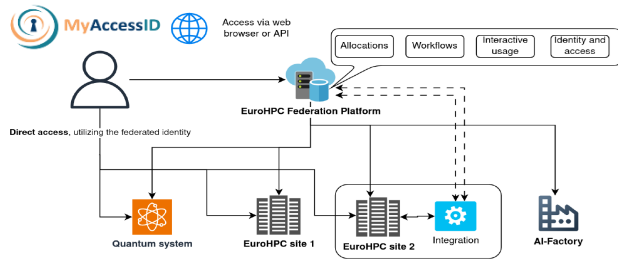 MyAccessID
Access via web
browser or API
Allocations
Workflows
Interactive
usage
Identity and
access
EuroHPC Federation Platform
Direct access, utilizing the federated identity
Quantum system
EuroHPC site 1
EuroHPC site 2
Integration
AI-Factory